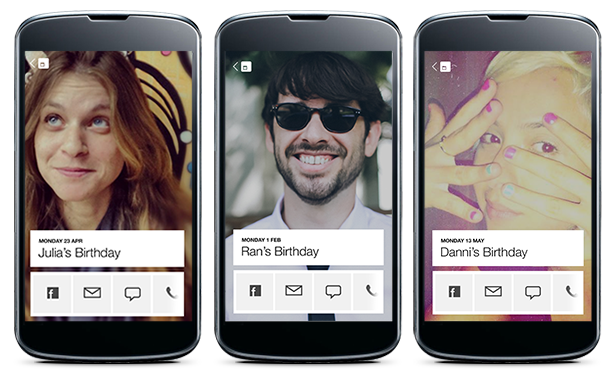 MONDAY 23 APR
Julia's Birthday
f
MONDAY 1 FEB
Ran's Birthday
f
MONDAY 13 MAY
Danni's Birthday
f